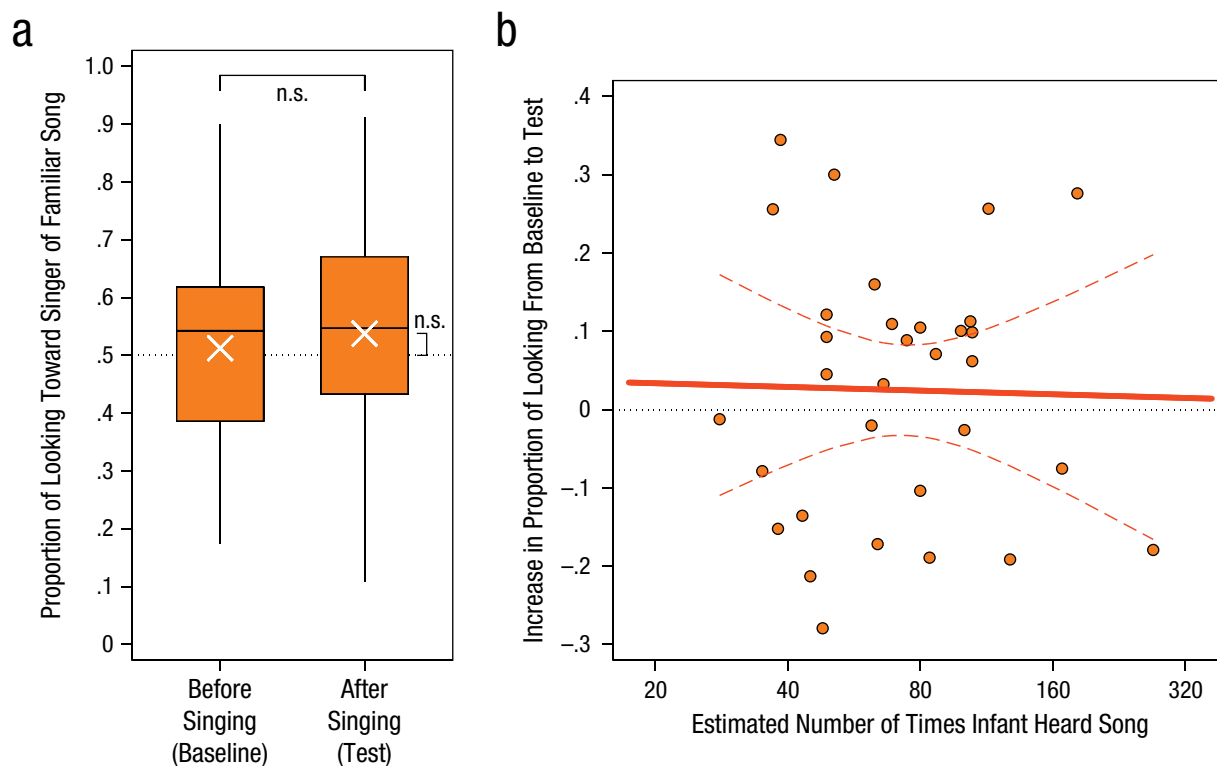 a
Proportion of Looking Toward Singer of Familiar Song
1.0
.9
.8
.7
.6
.5
.4
.3
.2
.1
0
n.s.
n.s.
Before
Singing
(Baseline)
After
Singing
(Test)
b
Increase in Proportion of Looking From Baseline to Test
.4
.3
.2
.1
0
–.1
–.2
–.3
20
40
80
160
320
Estimated Number of Times Infant Heard Song